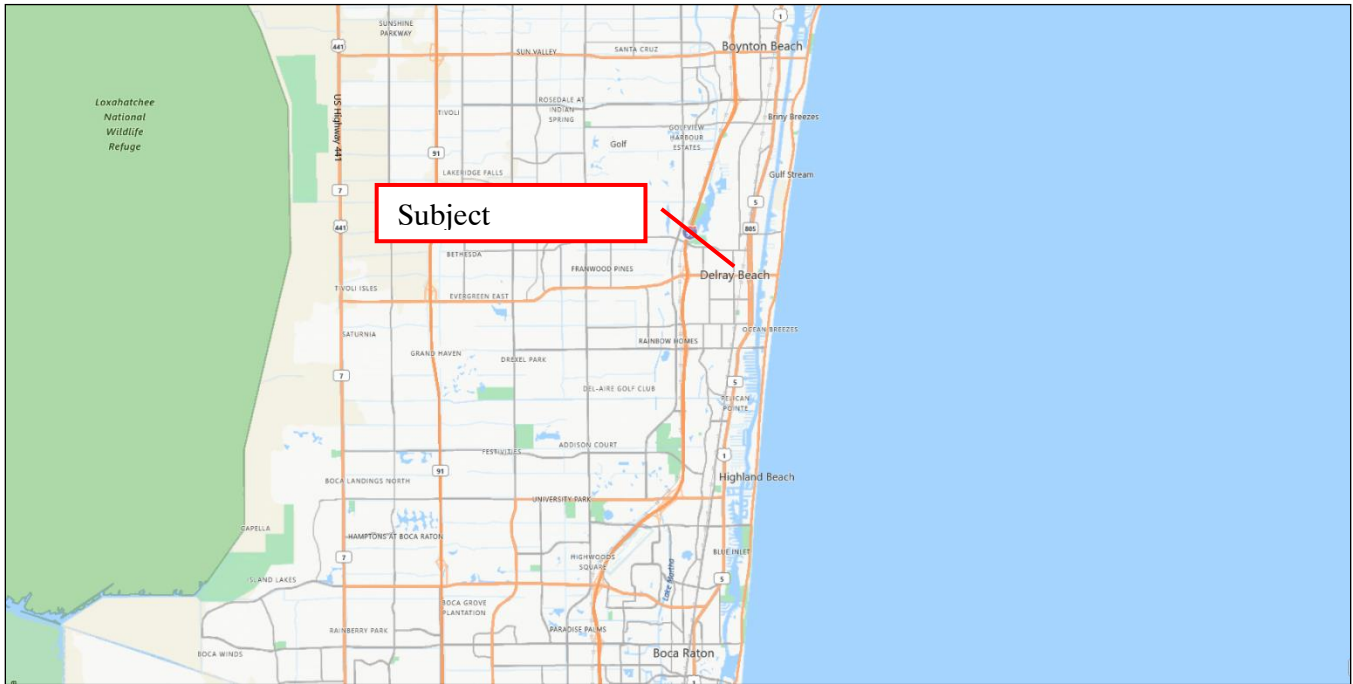 SUNSHINE
PARKWAY
1
441
SUN VALLEY
SANTA CRUZ
Boynton Beach
Loxahatchee
National
Wildlife
Refuge
US Highway 441
TIVOLI
ROSEDALE AT
INDIAN
SPRING
Briny Breezes
GOLFVIEW
HARBOUR
ESTATES
Golf
91
LAKERIDGE FALLS
Gulf Stream
7
Subject
5
441
805
BETHESDA
FRANWOOD PINES
Delray Beach
TIVOLI ISLES
EVERGREEN EAST
SATURNIA
OCEAN BREEZES
RAINBOW HOMES
GRAND HAVEN
DREXEL PARK
7
5
DEL-AIRE GOLF CLUB
PELICAN
POINTE
ADDISON COURT
FESTIVITIES
1
91
BOCA LANDINGS NORTH
Highland Beach
UNIVERSITY PARK
CAPELLA
HAMPTONS AT BOCA RATON
7
HIGHWOODS
SQUARE
BLUE INLET
ISLAND LAKES
5
BOCA GROVE
PLANTATION
RAINBERRY PARK
PARADISE PALMS
BOCA WINDS
Boca Raton
1